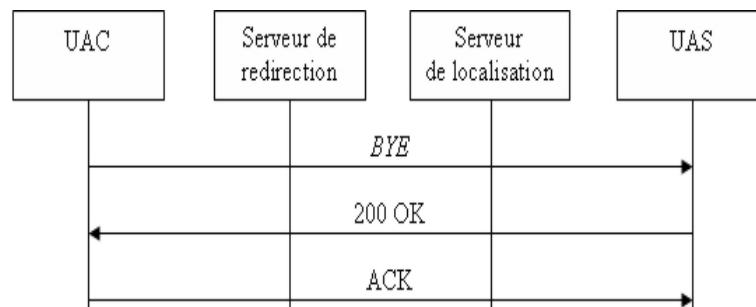 UAC
Serveur de
redirection
Serveur
de localisation
UAS
BYE
200 OK
ACK